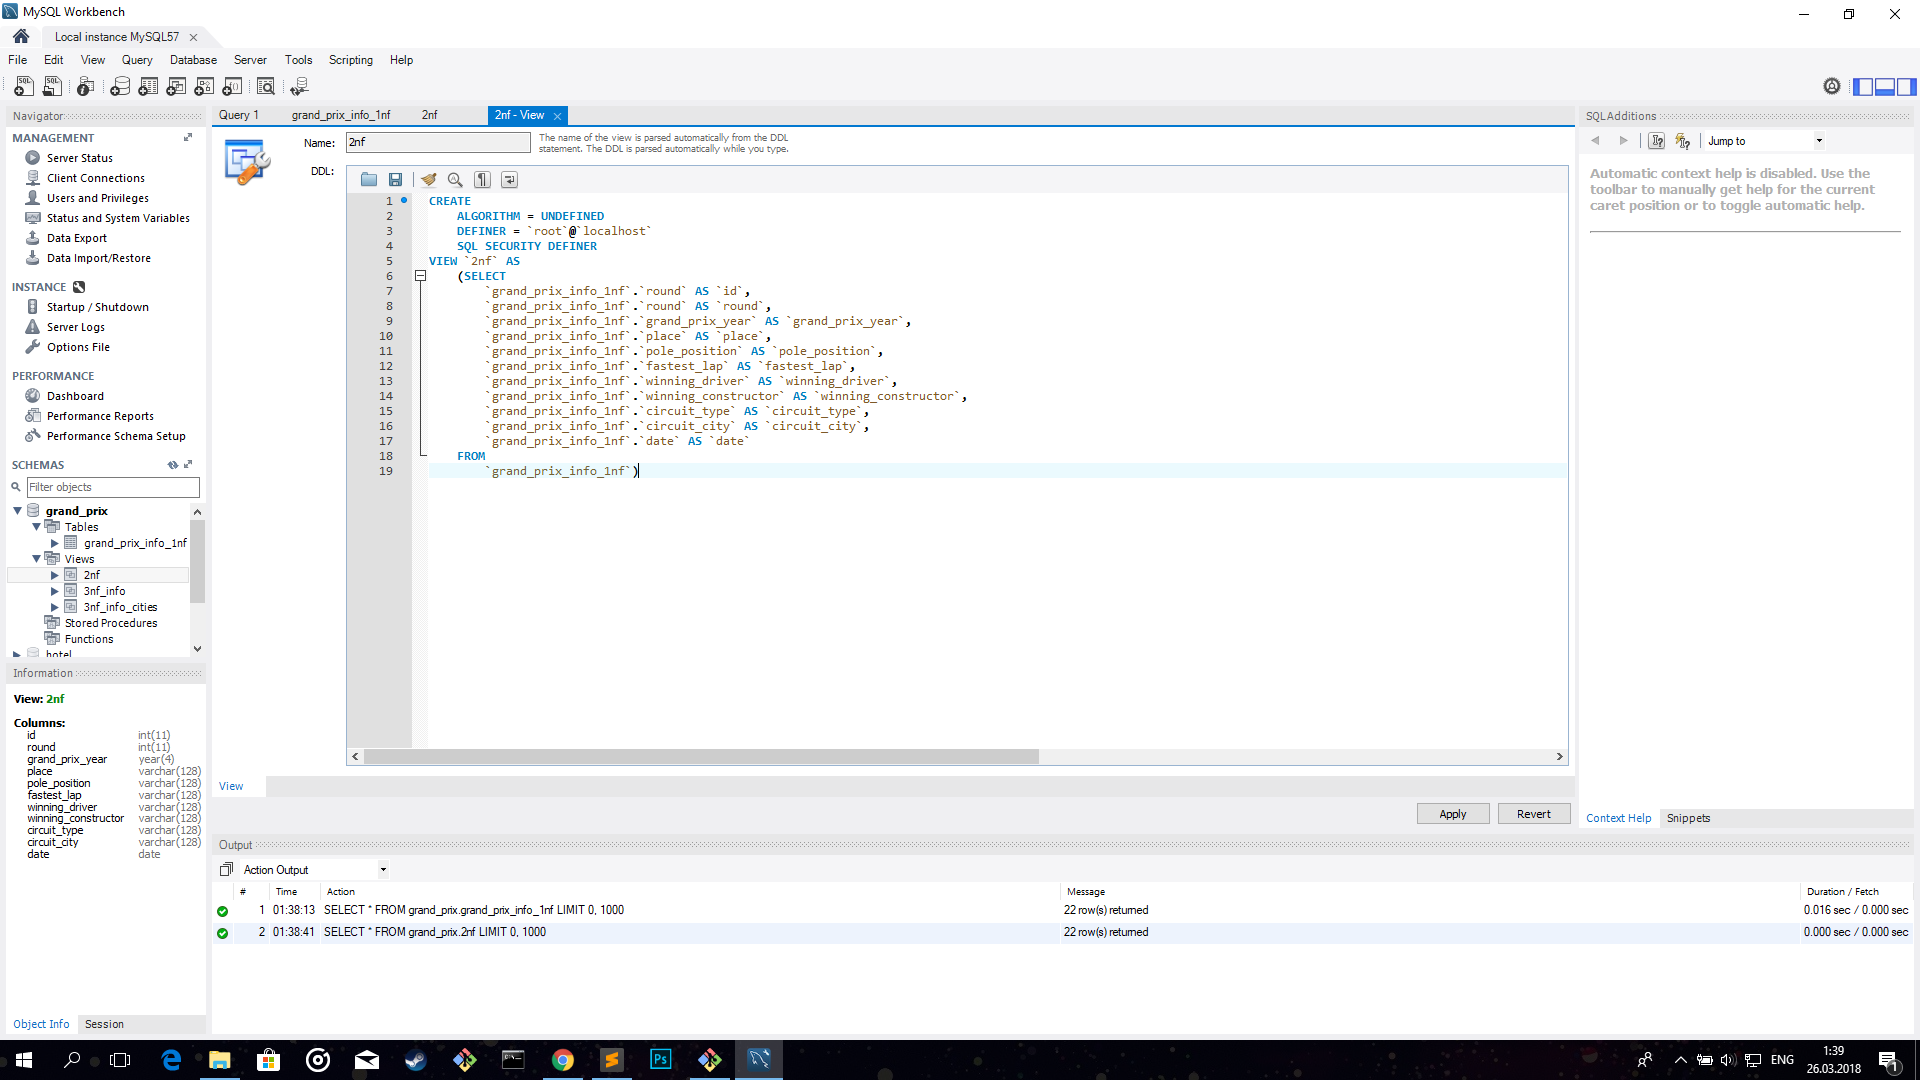 MySQL Workbench
Local instance MySQL57
File Edit View Query Database Server Tools Scripting Help
Navigator
MANAGEMENT
Server Status
Client Connections
Users and Privileges
Status and System Variables
Data Export
Data Import/Restore
INSTANCE
Startup / Shutdown
Server Logs
Options File
PERFORMANCE
Dashboard
Performance Reports
Performance Schema Setup
SCHEMAS
Filter objects
grand_prix
Tables
grand_prix_info_1nf
Views
2nf
3nf_info
3nf_info_cities
Stored Procedures
Functions
hotel
Information
View: 2nf
Columns:
id int(11)
round int(11)
grand_prix_year year(4)
place varchar(128)
pole_position varchar(128)
fastest_lap varchar(128)
winning_driver varchar(128)
winning_constructor varchar(128)
circuit_type varchar(128)
circuit_city varchar(128)
date date
Object Info Session
Query 1 grand_prix_info_1nf 2nf 2nf - View
Name: 2nf
The name of the view is parsed automatically from the DDL
statement. The DDL is parsed automatically while you type.
DDL:
1 CREATE
2 ALGORITHM = UNDEFINED
3 DEFINER = `root`@`localhost`
4 SQL SECURITY DEFINER
5 VIEW `2nf` AS
6 (SELECT
7 `grand_prix_info_1nf`.`round` AS `id`,
8 `grand_prix_info_1nf`.`round` AS `round`,
9 `grand_prix_info_1nf`.`grand_prix_year` AS `grand_prix_year`,
10 `grand_prix_info_1nf`.`place` AS `place`,
11 `grand_prix_info_1nf`.`pole_position` AS `pole_position`,
12 `grand_prix_info_1nf`.`fastest_lap` AS `fastest_lap`,
13 `grand_prix_info_1nf`.`winning_driver` AS `winning_driver`,
14 `grand_prix_info_1nf`.`winning_constructor` AS `winning_constructor`,
15 `grand_prix_info_1nf`.`circuit_type` AS `circuit_type`,
16 `grand_prix_info_1nf`.`circuit_city` AS `circuit_city`,
17 `grand_prix_info_1nf`.`date` AS `date`
18 FROM
19 `grand_prix_info_1nf`)
View
Apply Revert
Output
Action Output
# Time Action Message Duration / Fetch
1 01:38:13 SELECT * FROM grand_prix.grand_prix_info_1nf LIMIT 0, 1000 22 row(s) returned 0.016 sec / 0.000 sec
2 01:38:41 SELECT * FROM grand_prix.2nf LIMIT 0, 1000 22 row(s) returned 0.000 sec / 0.000 sec
SQLAdditions
Jump to
Automatic context help is disabled. Use the
toolbar to manually get help for the current
caret position or to toggle automatic help.
Context Help Snippets
Ps
ENG
1:39
26.03.2018
1